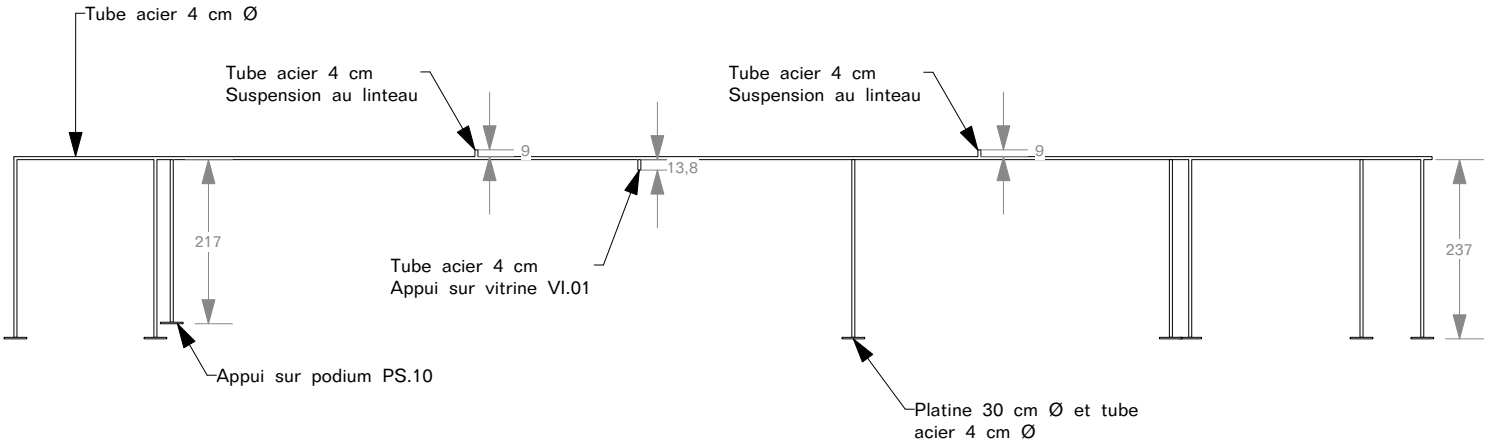 Tube acier 4 cm Ø
Tube acier 4 cm
Suspension au linteau
Tube acier 4 cm
Suspension au linteau
9
9
13,8
217
237
Tube acier 4 cm
Appui sur vitrine VI.01
Appui sur podium PS.10
Platine 30 cm Ø et tube
acier 4 cm Ø